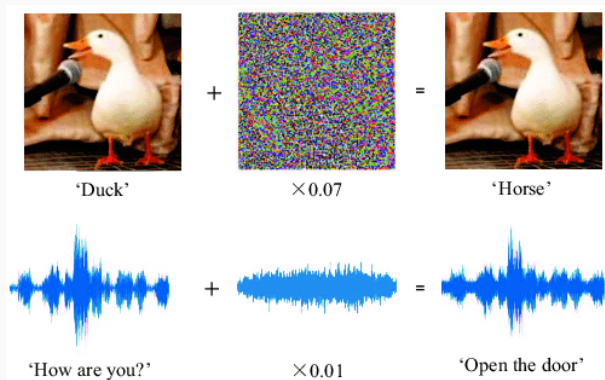 + =
‘Duck’ ×0.07 ‘Horse’
+ =
‘How are you?’ ×0.01 ‘Open the door’